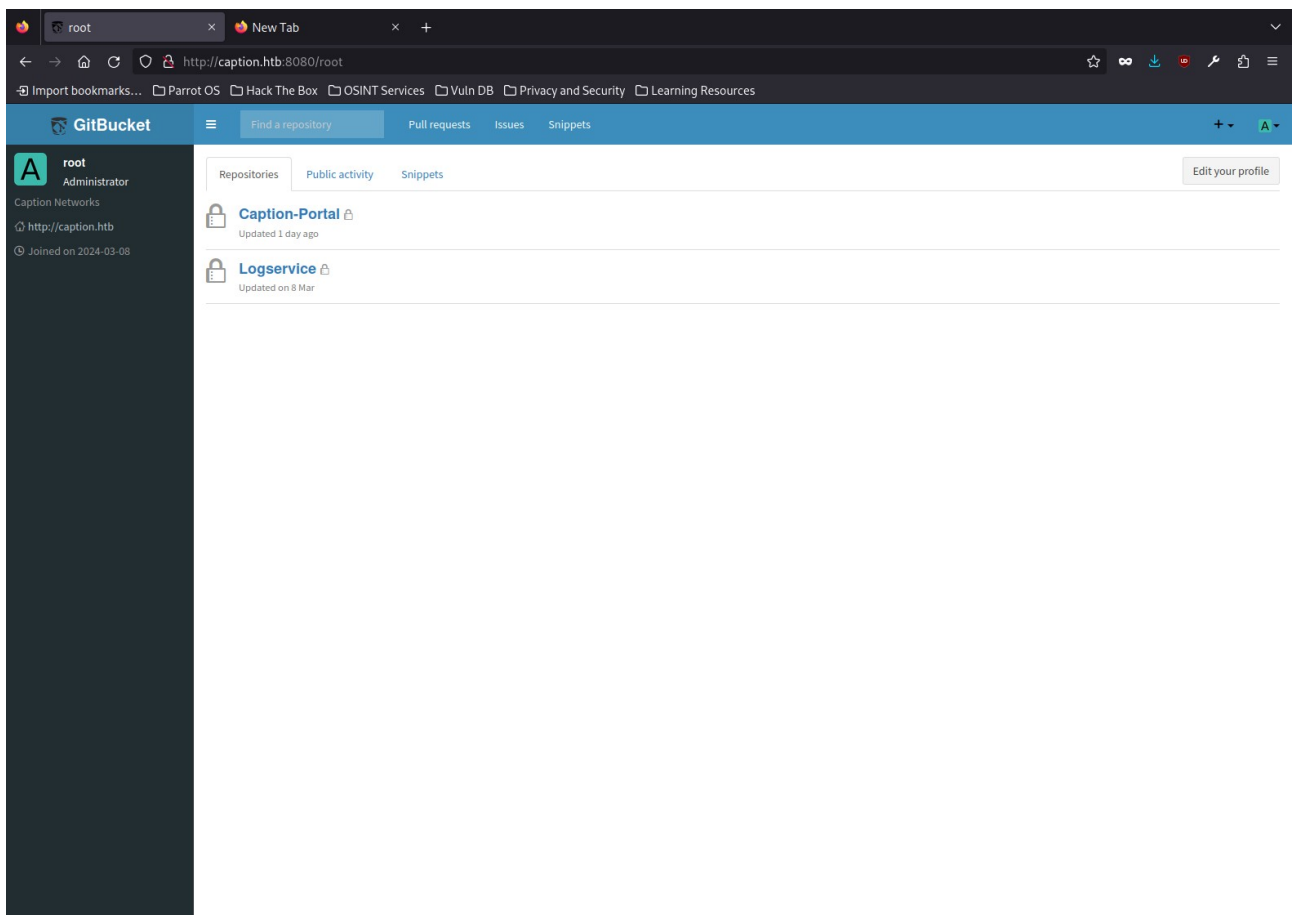 root
New Tab
http://caption.htb:8080/root
Import bookmarks... Parrot OS Hack The Box OSINT Services Vuln DB Privacy and Security Learning Resources
GitBucket Find a repository Pull requests Issues Snippets + A
A root
Administrator
Caption Networks
http://caption.htb
Joined on 2024-03-08
Repositories Public activity Snippets Edit your profile
Caption-Portal
Updated 1 day ago
Logservice
Updated on 8 Mar